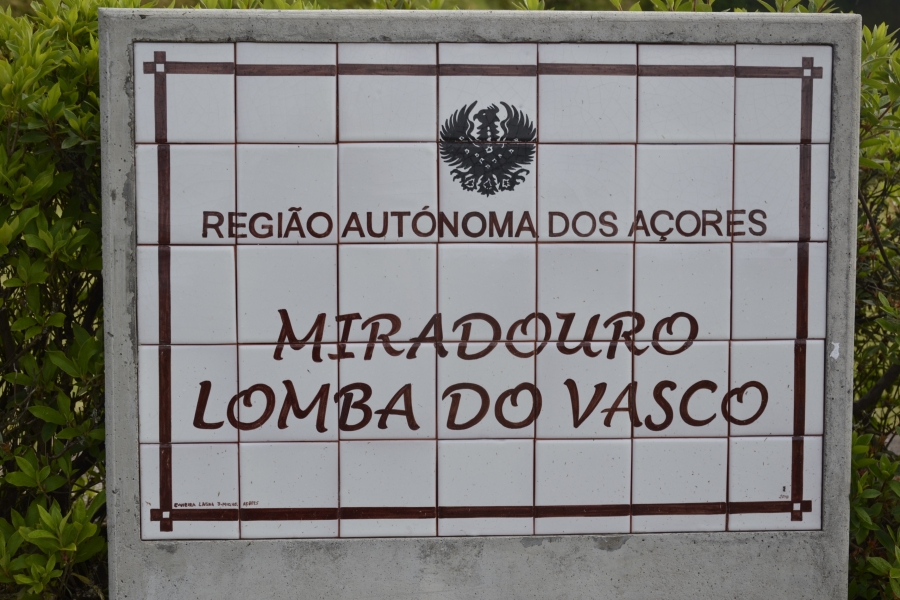 REGIÃO AUTÓNOMA DOS AÇORES
MIRADOURO
LOMBA DO VASCO